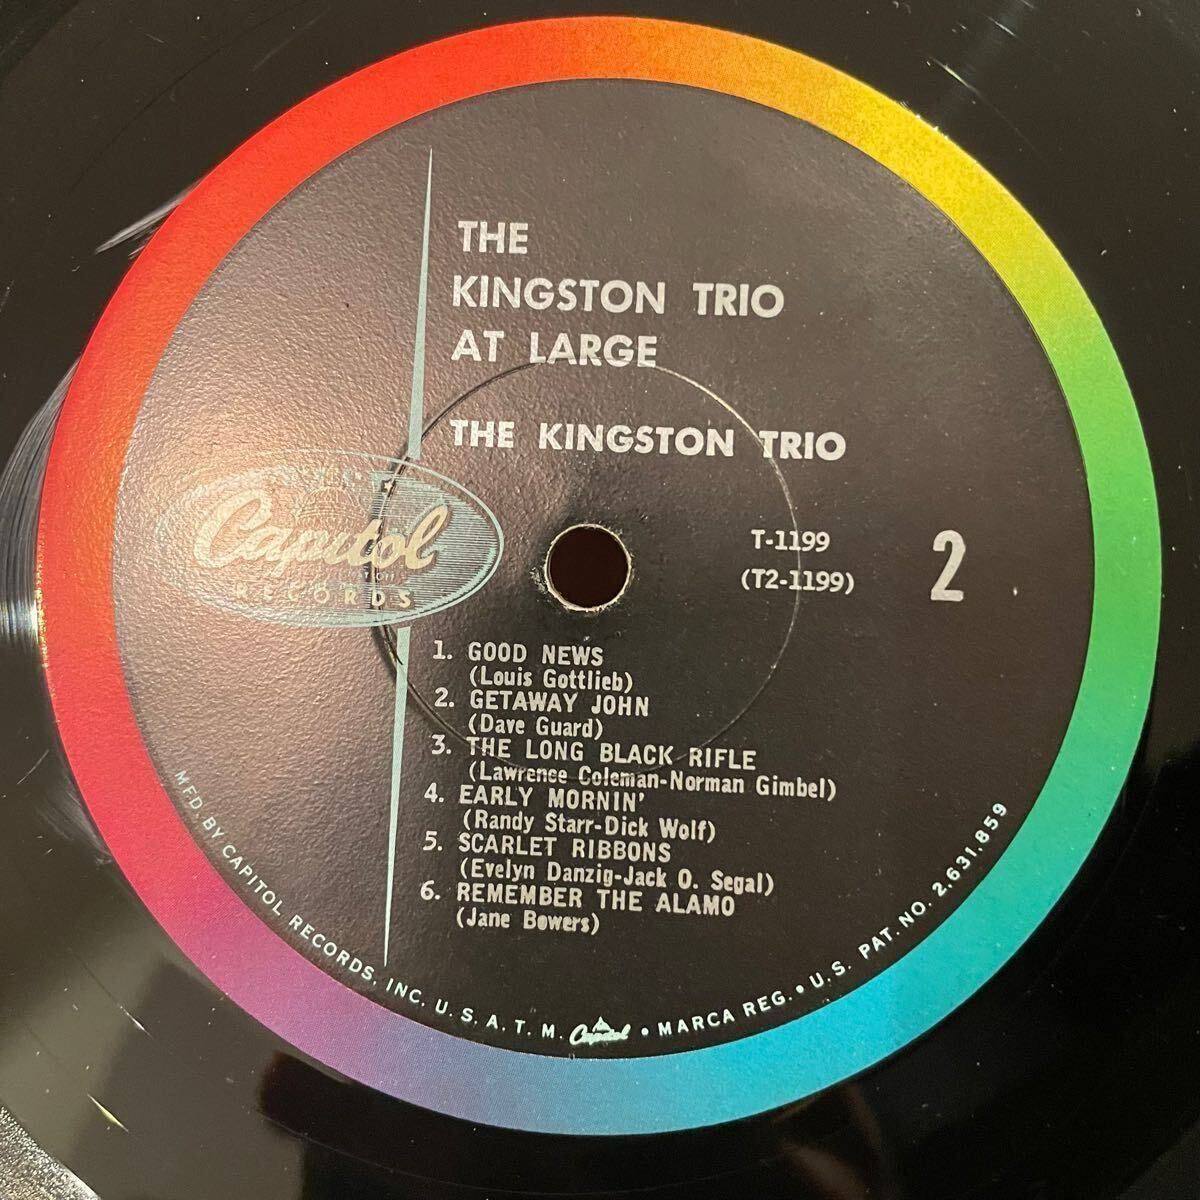 THE
KINGSTON TRIO
AT LARGE
THE KINGSTON TRIO
Capitol
RECORDS
T-1199
(T2-1199)
2
1. GOOD NEWS
(Louis Gottlieb)
2. GETAWAY JOHN
(Dave Guard)
3. THE LONG BLACK RIFLE
(Lawrence Coleman-Norman Gimbel)
4. EARLY MORNIN'
(Randy Starr-Dick Wolf)
5. SCARLET RIBBONS
(Evelyn Danzig-Jack O. Segal)
6. REMEMBER THE ALAMO
(Jane Bowers)
MFD BY CAPITOL RECORDS, INC. U.S.A. T.M. Capitol • MARCA REG. • U.S. PAT. NO. 2,631,859